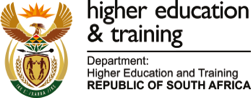 higher education
& training
Department:
Higher Education and Training
REPUBLIC OF SOUTH AFRICA